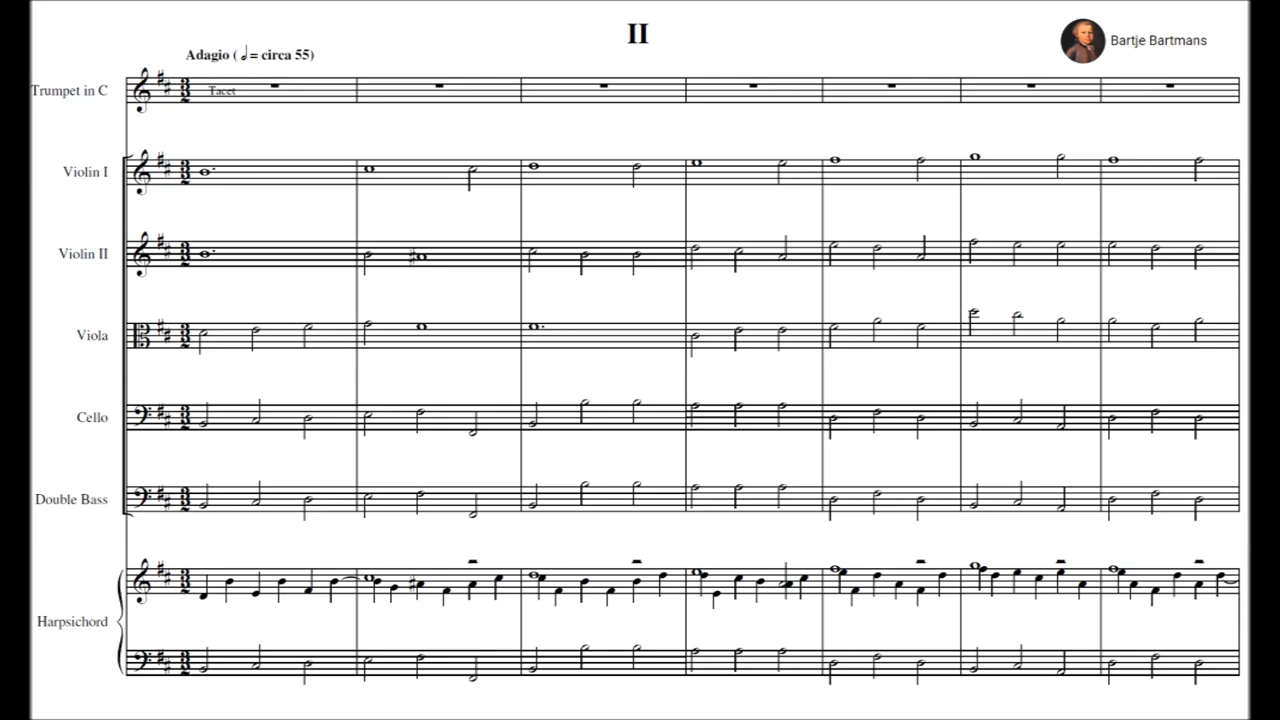 II
Bartje Bartmans
Adagio (𝅗𝅥 = circa 55)
Trumpet in C
Tacet
Violin I
Violin II
Viola
Cello
Double Bass
Harpsichord